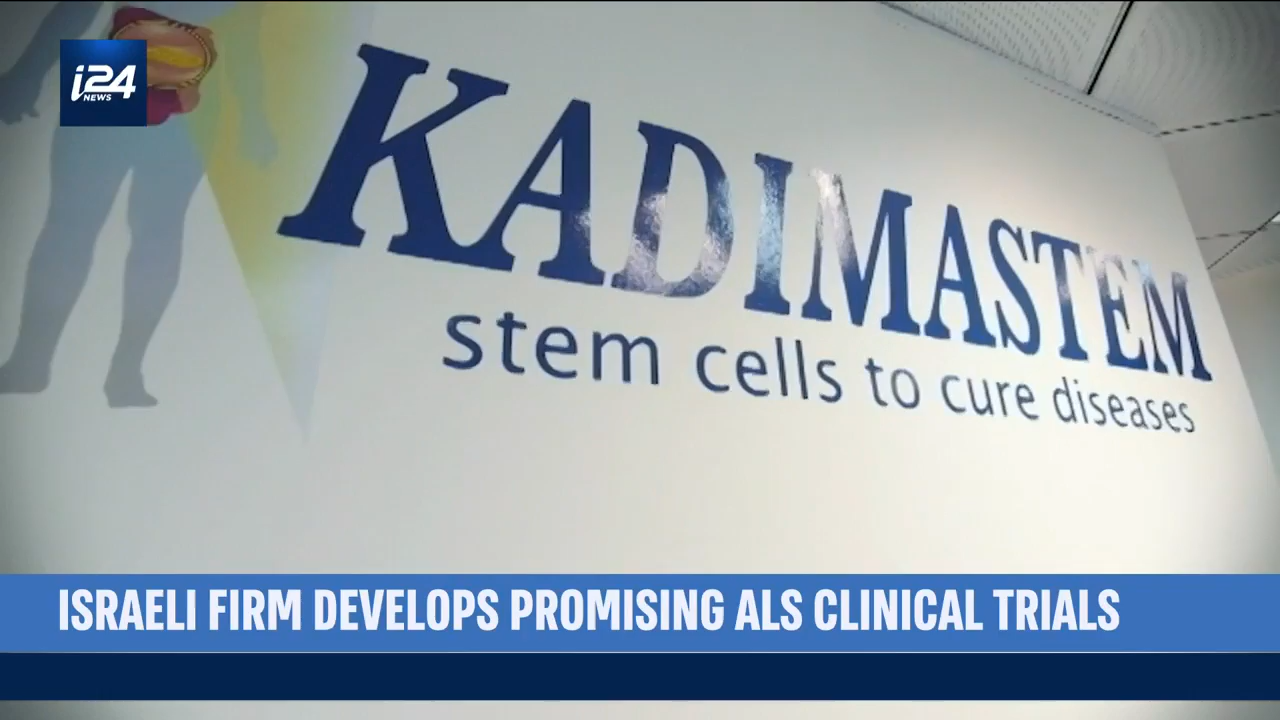 i24
NEWS
KADIMASTEM
stem cells to cure diseases
ISRAELI FIRM DEVELOPS PROMISING ALS CLINICAL TRIALS